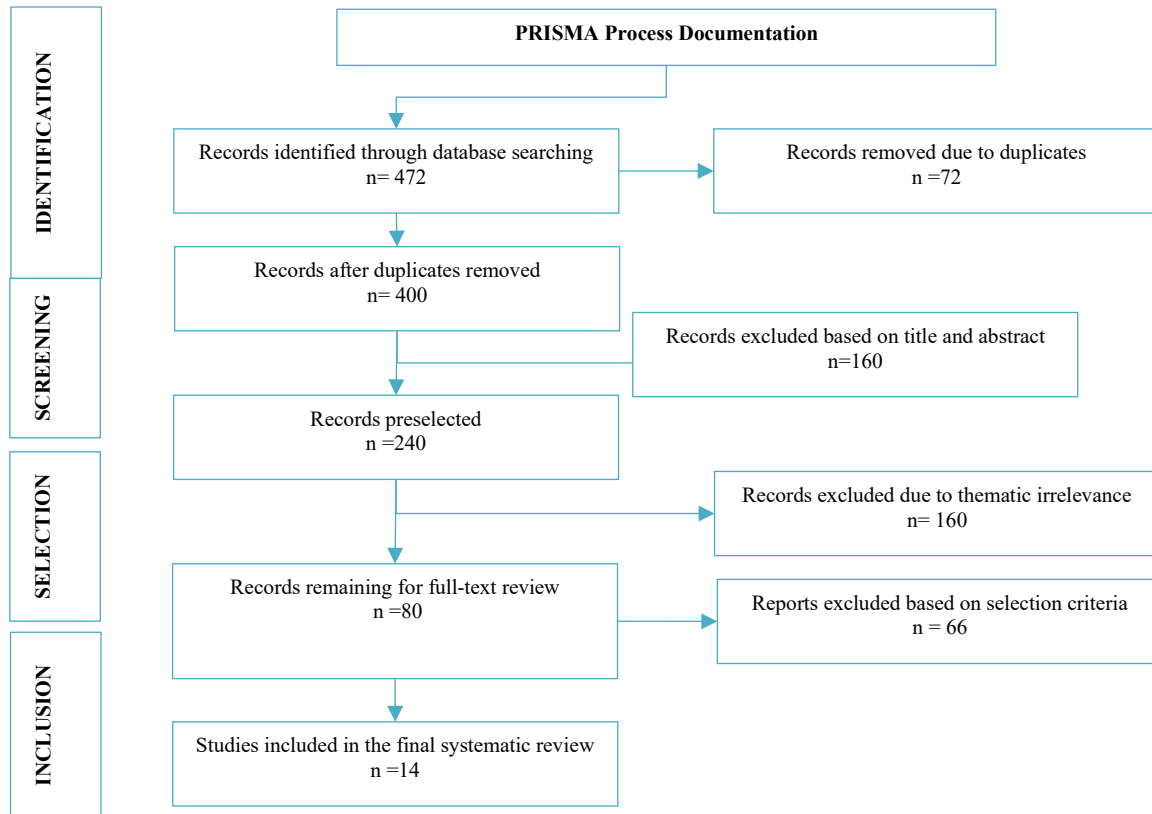 PRISMA Process Documentation
IDENTIFICATION
Records identified through database searching
n= 472
Records removed due to duplicates
n =72
Records after duplicates removed
n= 400
SCREENING
Records excluded based on title and abstract
n=160
Records preselected
n =240
SELECTION
Records excluded due to thematic irrelevance
n= 160
Records remaining for full-text review
n =80
Reports excluded based on selection criteria
n = 66
INCLUSION
Studies included in the final systematic review
n =14